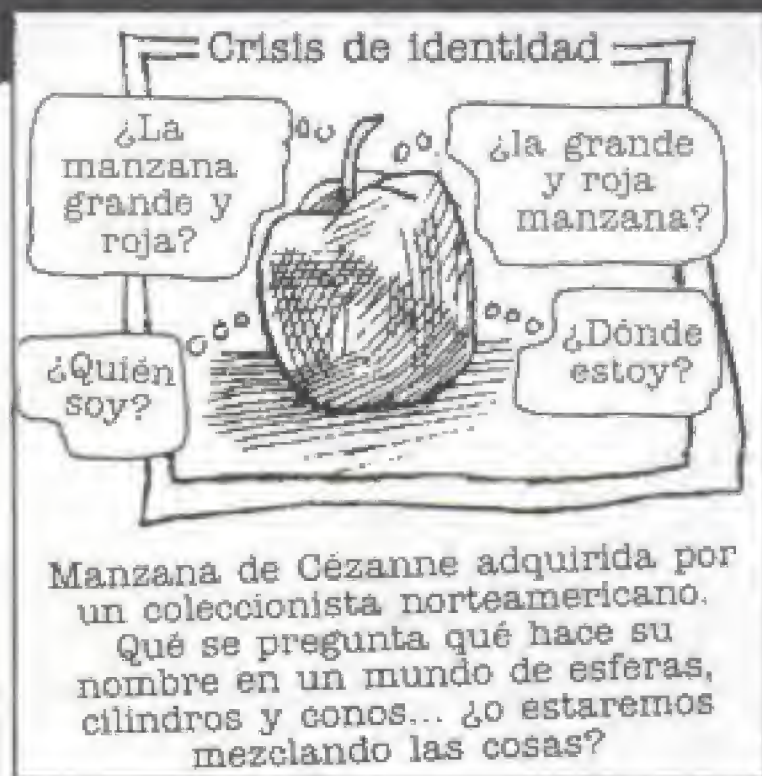 Crisis de identidad
¿La
manzana
grande y
roja?
¿la grande
y roja
manzana?
¿Quién
soy?
¿Dónde
estoy?
Manzana de Cézanne adquirida por
un coleccionista norteamericano.
Qué se pregunta qué hace su
nombre en un mundo de esferas,
cilindros y conos... ¿o estaremos
mezclando las cosas?